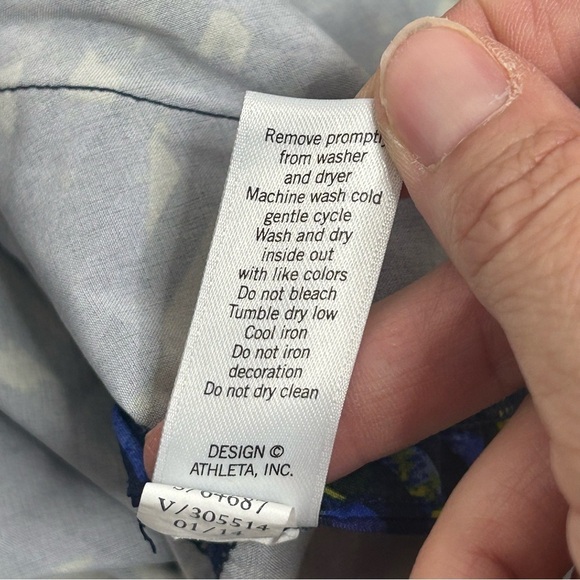 Remove promptly
from washer
and dryer
Machine wash cold
gentle cycle
Wash and dry
inside out
with like colors
Do not bleach
Tumble dry low
Cool iron
Do not iron
decoration
Do not dry clean
DESIGN ©
ATHLETA, INC.
V/305514
01/14